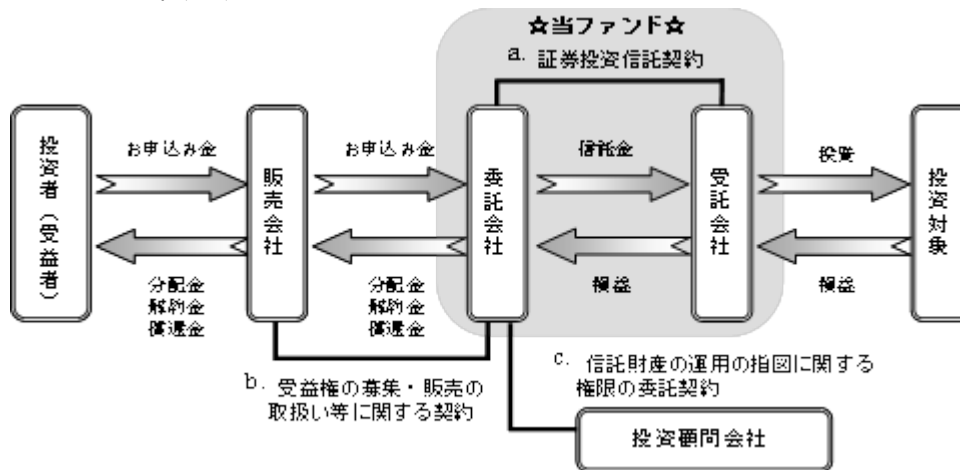 ☆当ファンド☆
a. 証券投資信託契約
投資者（受益者）
お申込み金
分配金
解約金
償還金
販売会社
お申込み金
分配金
解約金
償還金
委託会社
信託金
損益
受託会社
投資
損益
投資対象
b. 受益権の募集・販売の
取扱い等に関する契約
c. 信託財産の運用の指図に関する
権限の委託契約
投資顧問会社